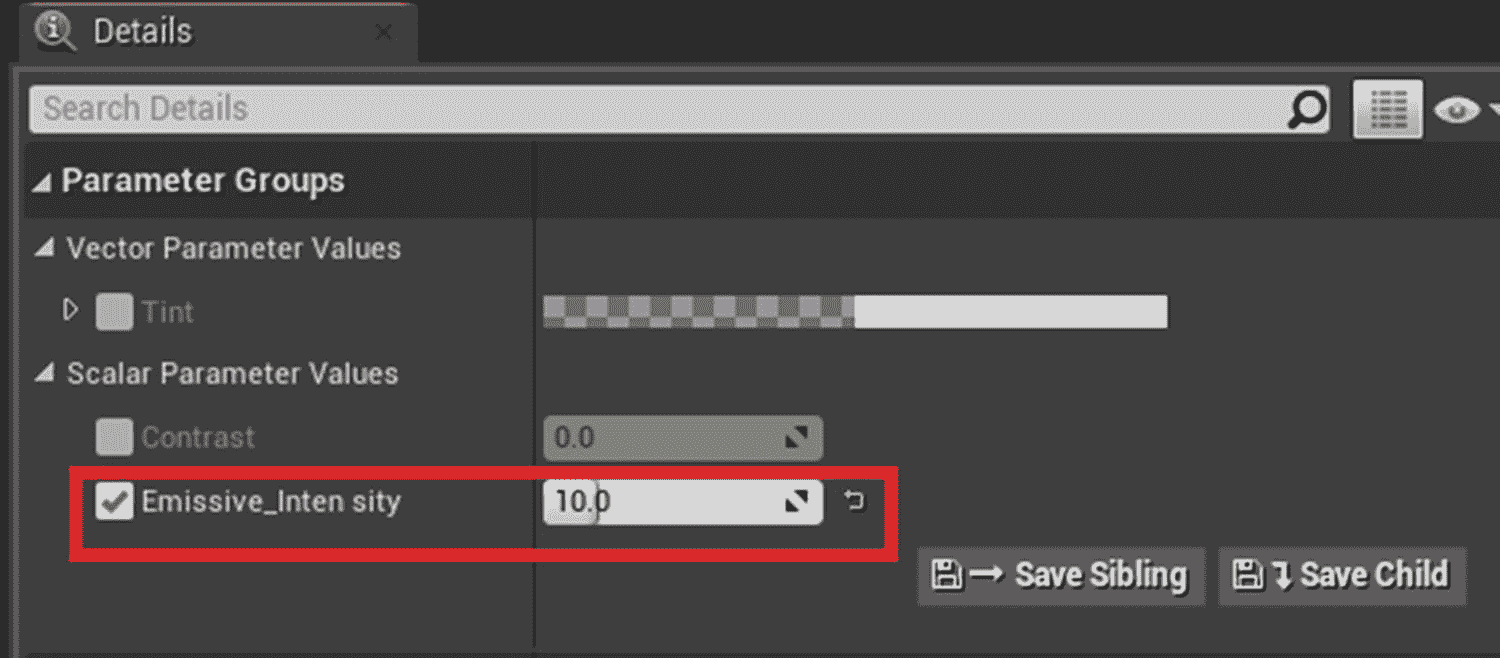 Details
Search Details
Parameter Groups
Vector Parameter Values
Tint
Scalar Parameter Values
Contrast 0.0
Emissive_Inten sity 10.0
Save Sibling Save Child